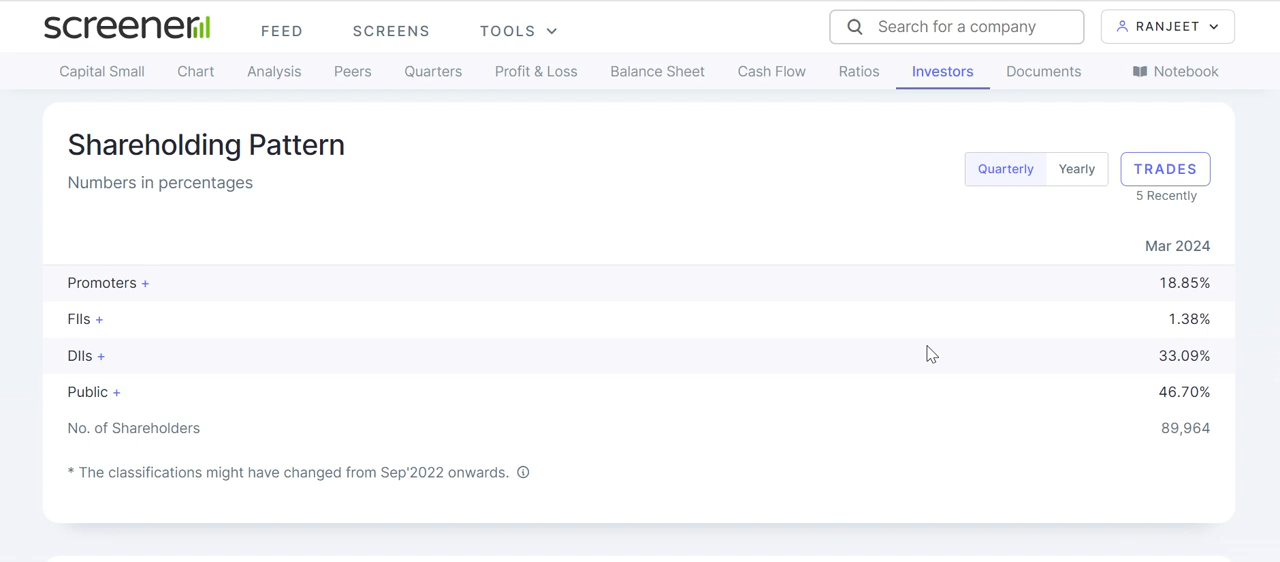 screener
FEED
SCREENS
TOOLS
Search for a company
RANJEET
Capital Small
Chart
Analysis
Peers
Quarters
Profit & Loss
Balance Sheet
Cash Flow
Ratios
Investors
Documents
Notebook
Shareholding Pattern
Numbers in percentages
Quarterly
Yearly
TRADES
5 Recently
Mar 2024
Promoters + 18.85%
FIIs + 1.38%
DIIs + 33.09%
Public + 46.70%
No. of Shareholders 89,964
* The classifications might have changed from Sep'2022 onwards.